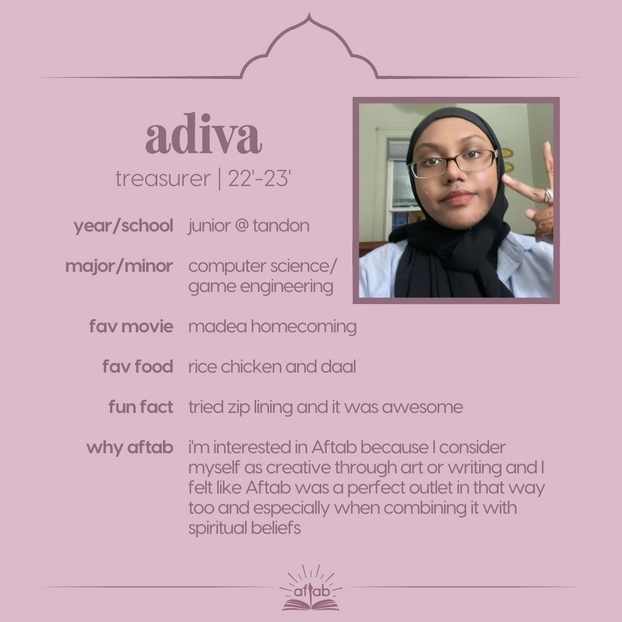 adiva
treasurer | 22'-23'
year/school junior @ tandon
major/minor computer science/
game engineering
fav movie madea homecoming
fav food rice chicken and daal
fun fact tried zip lining and it was awesome
why aftab i'm interested in Aftab because I consider
myself as creative through art or writing and I
felt like Aftab was a perfect outlet in that way
too and especially when combining it with
spiritual beliefs
aftab